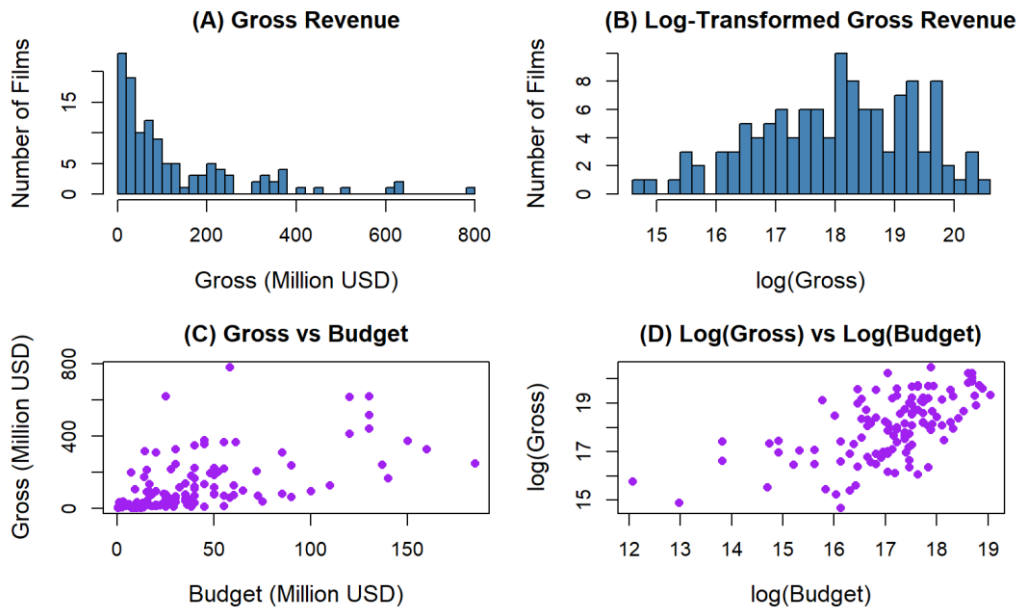 (A) Gross Revenue
Number of Films
0 5 15
0 200 400 600 800
Gross (Million USD)
(B) Log-Transformed Gross Revenue
Number of Films
0 2 4 6 8
15 16 17 18 19 20
log(Gross)
(C) Gross vs Budget
Gross (Million USD)
0 400 800
0 50 100 150
Budget (Million USD)
(D) Log(Gross) vs Log(Budget)
log(Gross)
15 17 19
12 13 14 15 16 17 18 19
log(Budget)